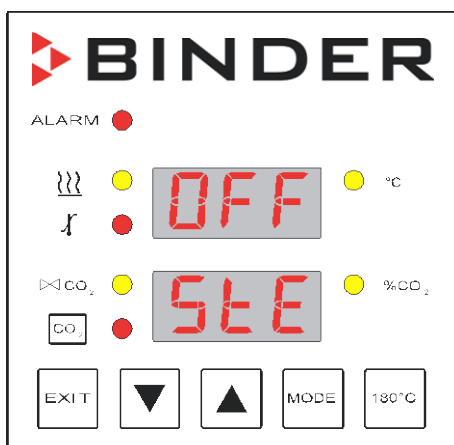 BINDER
ALARM
OFF °C
CO₂ StE %CO₂
CO₂
EXIT MODE 180°C